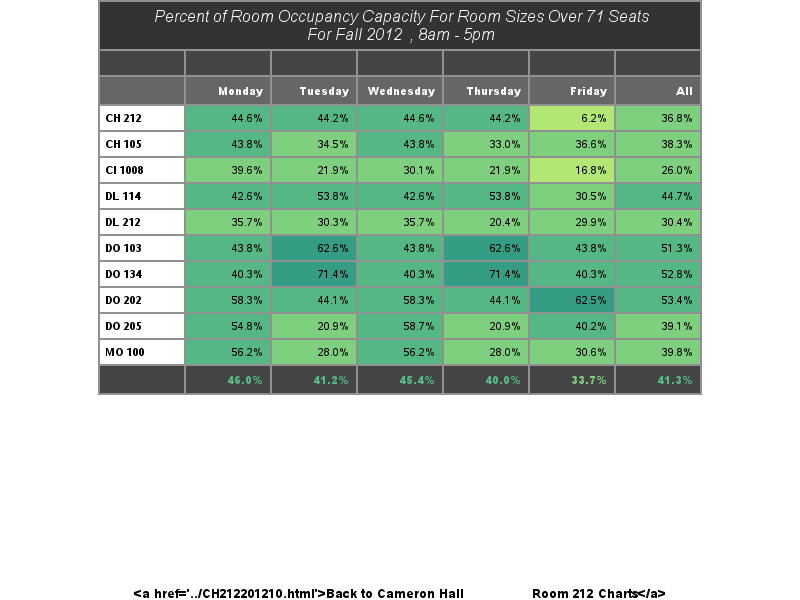 Percent of Room Occupancy Capacity For Room Sizes Over 71 Seats
For Fall 2012 , 8am - 5pm
Monday Tuesday Wednesday Thursday Friday All
CH 212 44.6% 44.2% 44.6% 44.2% 6.2% 36.8%
CH 105 43.8% 34.5% 43.8% 33.0% 36.6% 38.3%
CI 1008 39.6% 21.9% 30.1% 21.9% 16.8% 26.0%
DL 114 42.6% 53.8% 42.6% 53.8% 30.5% 44.7%
DL 212 35.7% 30.3% 35.7% 20.4% 29.9% 30.4%
DO 103 43.8% 62.6% 43.8% 62.6% 43.8% 51.3%
DO 134 40.3% 71.4% 40.3% 71.4% 40.3% 52.8%
DO 202 58.3% 44.1% 58.3% 44.1% 62.5% 53.4%
DO 205 54.8% 20.9% 58.7% 20.9% 40.2% 39.1%
MO 100 56.2% 28.0% 56.2% 28.0% 30.6% 39.8%
46.0% 41.2% 45.4% 40.0% 33.7% 41.3%
<a href='../CH212201210.html'>Back to Cameron Hall Room 212 Charts</a>